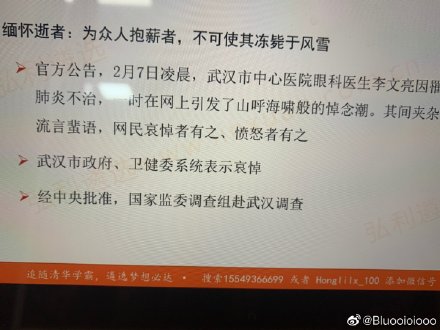 缅怀逝者：为众人抱薪者，不可使其冻毙于风雪
官方公告，2月7日凌晨，武汉市中心医院眼科医生李文亮因
肺炎不治，一时在网上引发了山呼海啸般的悼念潮。其间夹杂
流言蜚语，网民哀悼者有之、愤怒者有之
武汉市政府、卫健委系统表示哀悼
经中央批准，国家监委调查组赴武汉调查
追随清华学霸，遴选梦想必达 · 搜索15549366699 或者 Honglilx_100 添加微信号
@Bluooioiooo